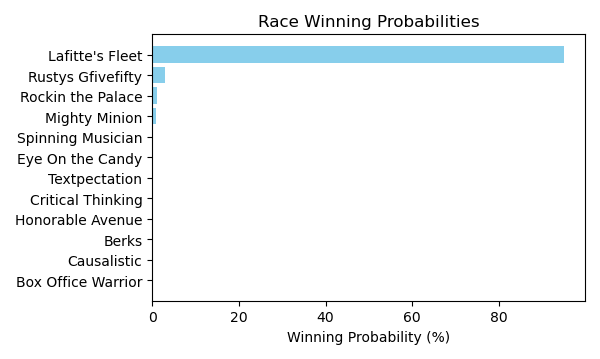 Race Winning Probabilities
Lafitte's Fleet
Rustys Gfivefifty
Rockin the Palace
Mighty Minion
Spinning Musician
Eye On the Candy
Textpectation
Critical Thinking
Honorable Avenue
Berks
Causalistic
Box Office Warrior
0 20 40 60 80
Winning Probability (%)